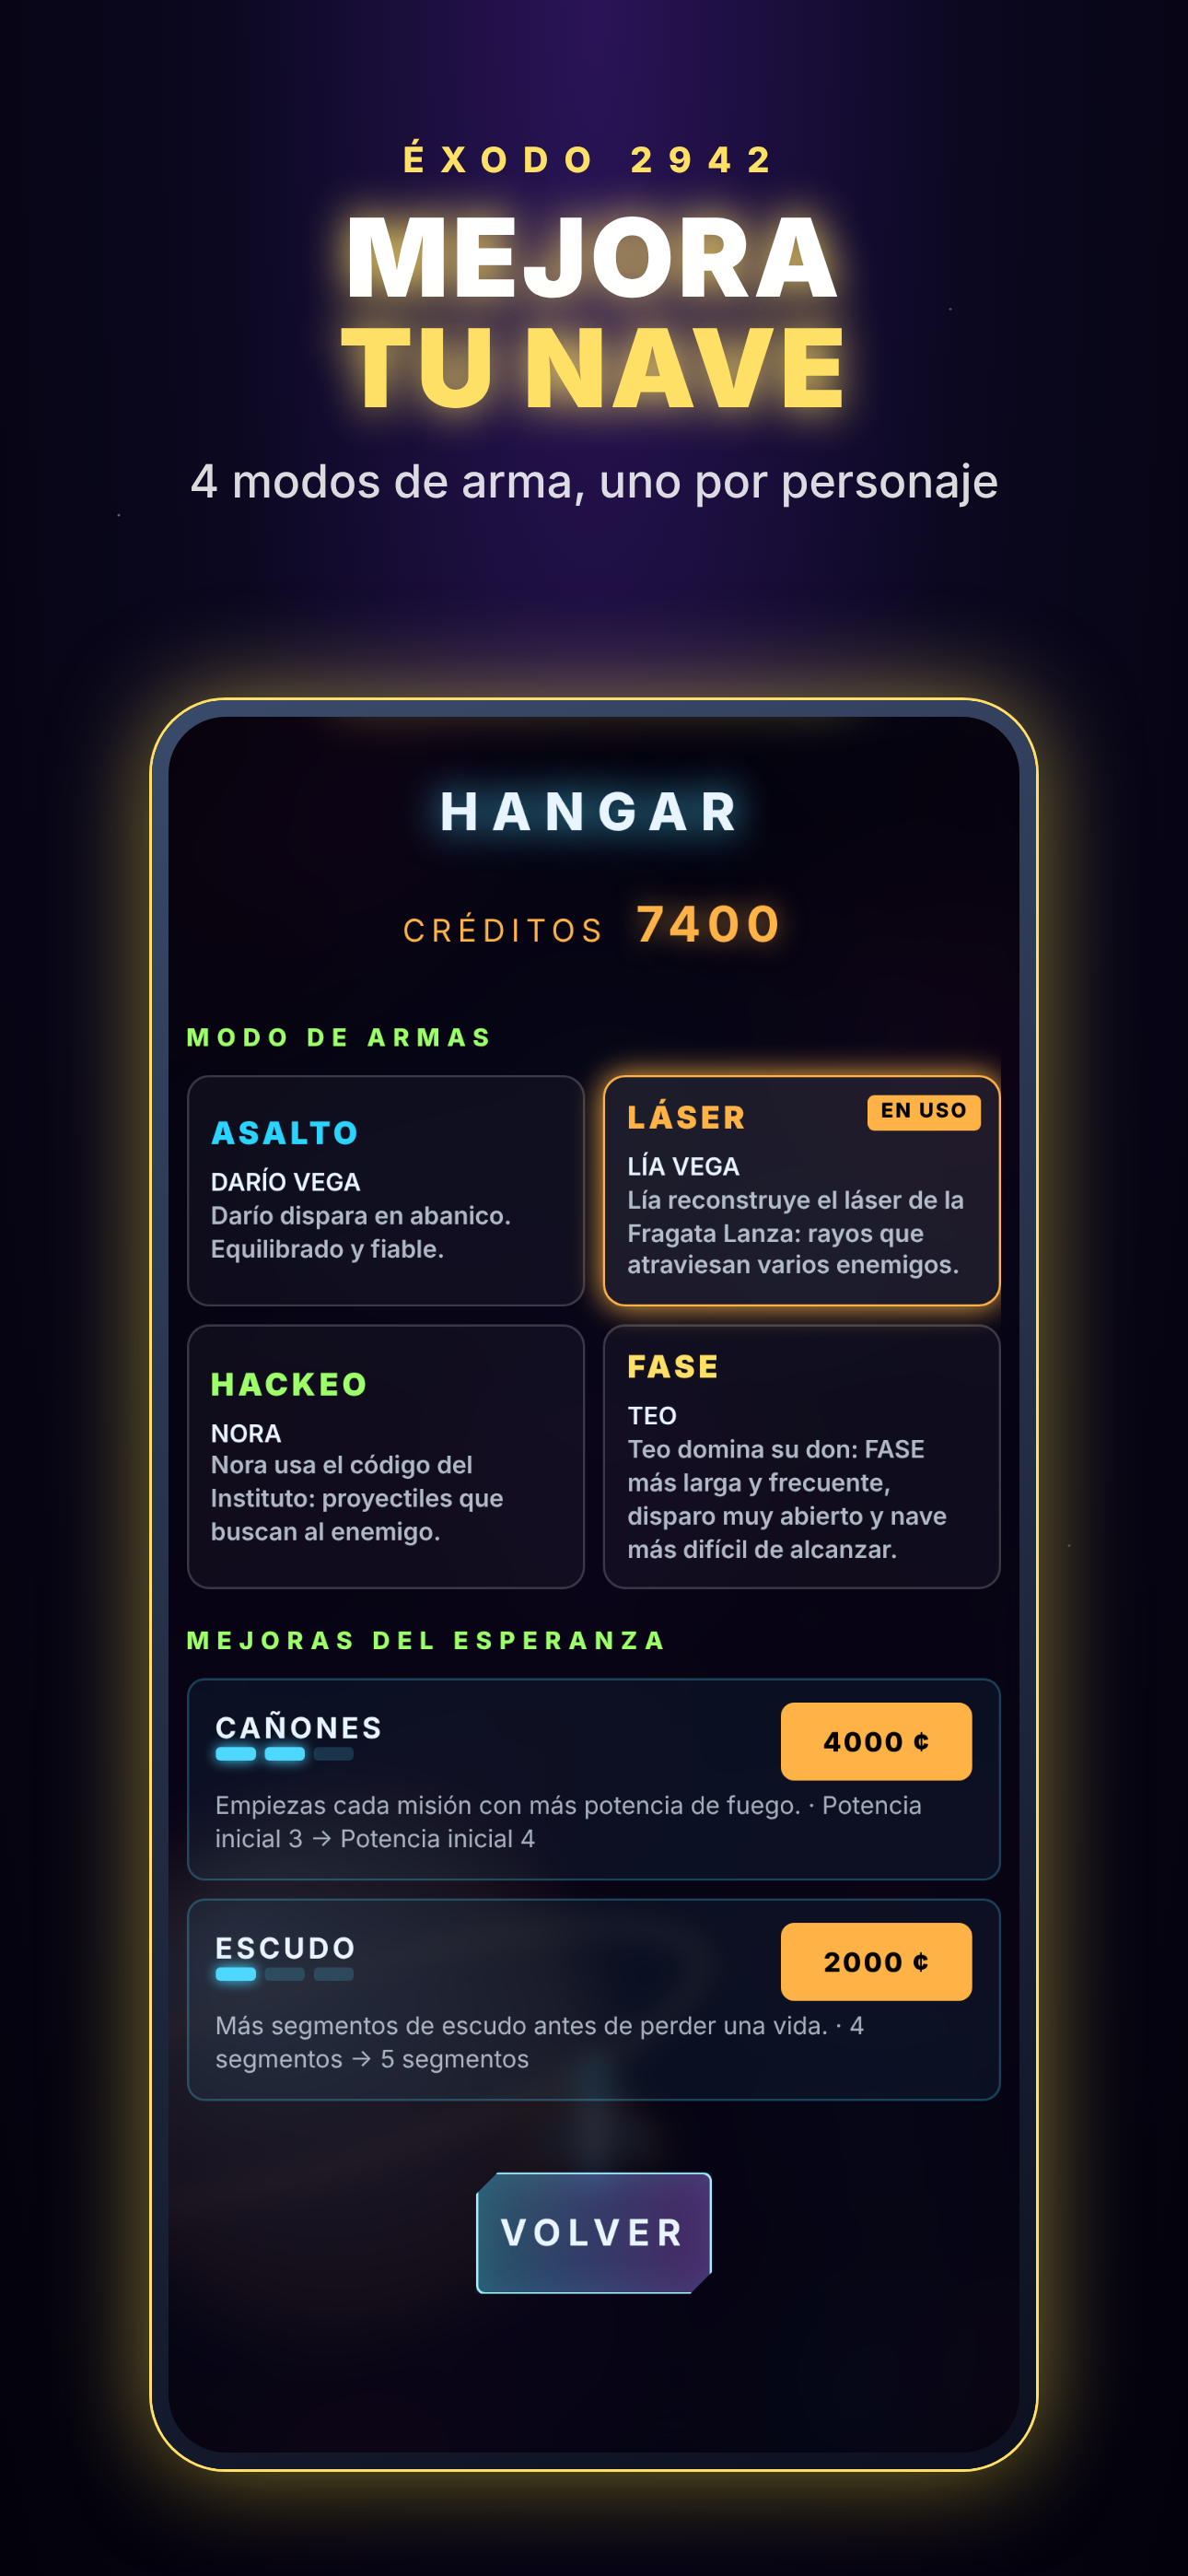 ÉXODO 2942
MEJORA
TU NAVE
4 modos de arma, uno por personaje
HANGAR
CRÉDITOS 7400
MODO DE ARMAS
ASALTO
DARÍO VEGA
Darío dispara en abanico.
Equilibrado y fiable.
LÁSER
EN USO
LÍA VEGA
Lía reconstruye el láser de la
Fragata Lanza: rayos que
atraviesan varios enemigos.
HACKEO
NORA
Nora usa el código del
Instituto: proyectiles que
buscan al enemigo.
FASE
TEO
Teo domina su don: FASE
más larga y frecuente,
disparo muy abierto y nave
más difícil de alcanzar.
MEJORAS DEL ESPERANZA
CAÑONES
4000 ¢
Empiezas cada misión con más potencia de fuego. · Potencia
inicial 3 → Potencia inicial 4
ESCUDO
2000 ¢
Más segmentos de escudo antes de perder una vida. · 4
segmentos → 5 segmentos
VOLVER